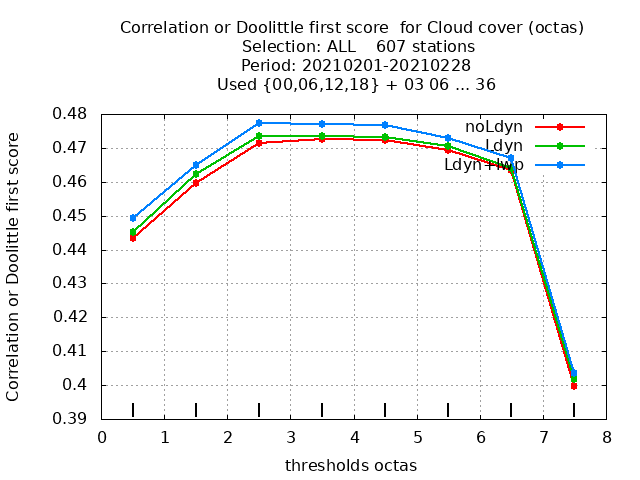 Correlation or Doolittle first score  for Cloud cover (octas)
Selection: ALL    607 stations
Period: 20210201-20210228
Used {00,06,12,18} + 03 06 ... 36
Correlation or Doolittle first score
0.48
0.47
0.46
0.45
0.44
0.43
0.42
0.41
0.4
0.39
noLdyn
Ldyn
Ldyn+lwp
0 1 2 3 4 5 6 7 8
thresholds octas